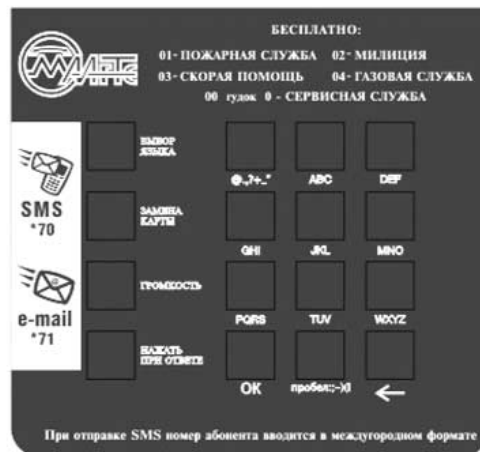 БЕСПЛАТНО:
01- ПОЖАРНАЯ СЛУЖБА 02- МИЛИЦИЯ
03- СКОРАЯ ПОМОЩЬ 04- ГАЗОВАЯ СЛУЖБА
00 гудок 0 - СЕРВИСНАЯ СЛУЖБА
ВЫБОР
ЯЗЫКА
@.,?+_"
ABC
DEF
SMS
*70
ЗАМЕНА
КАРТЫ
GHI
JKL
MNO
e-mail
*71
ГРОМКОСТЬ
PQRS
TUV
WXYZ
НАЖАТЬ
ПРИ ОТВЕТЕ
OK
пробел:;-)()
При отправке SMS номер абонента вводится в междугородном формате